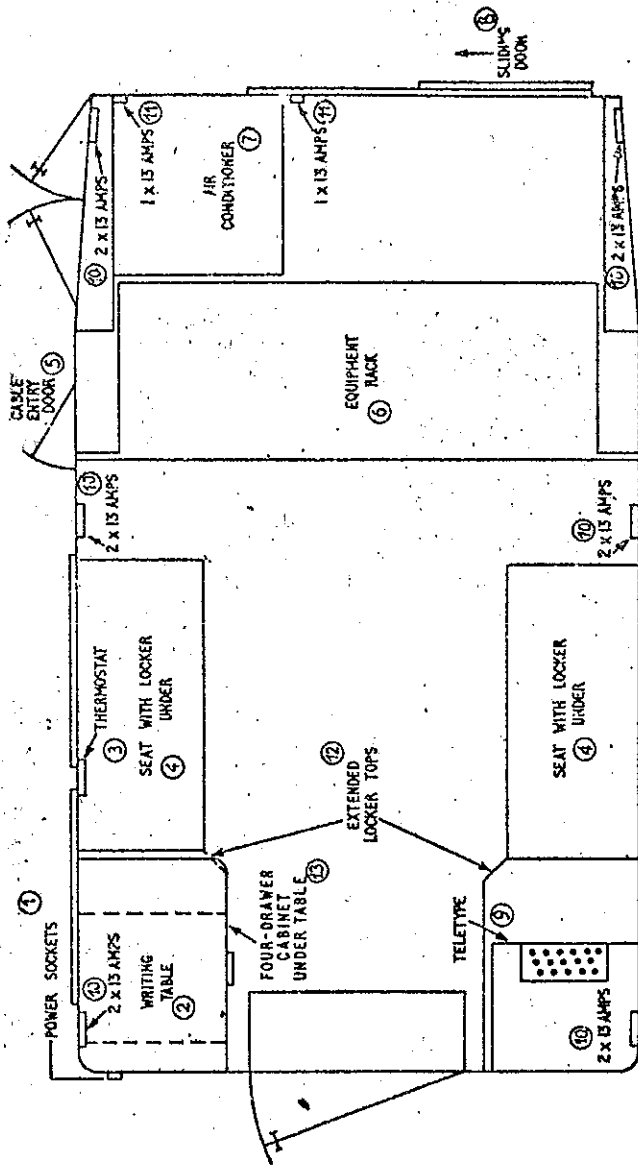 POWER SOCKETS
1
10
2 X 13 AMPS
WRITING
TABLE
2
FOUR-DRAWER
CABINET
UNDER TABLE
13
THERMOSTAT
3
SEAT WITH LOCKER
UNDER
4
12
EXTENDED
LOCKER TOPS
TELETYPE
9
10
2 X 13 AMPS
SEAT WITH LOCKER
UNDER
4
10
2 X 13 AMPS
10
2 X 13 AMPS
CABLE
ENTRY
DOOR
5
EQUIPMENT
RACK
6
10
2 X 13 AMPS
1 X 13 AMPS
11
AIR
CONDITIONER
7
1 X 13 AMPS
11
10
2 X 13 AMPS
8
SLIDING
DOOR